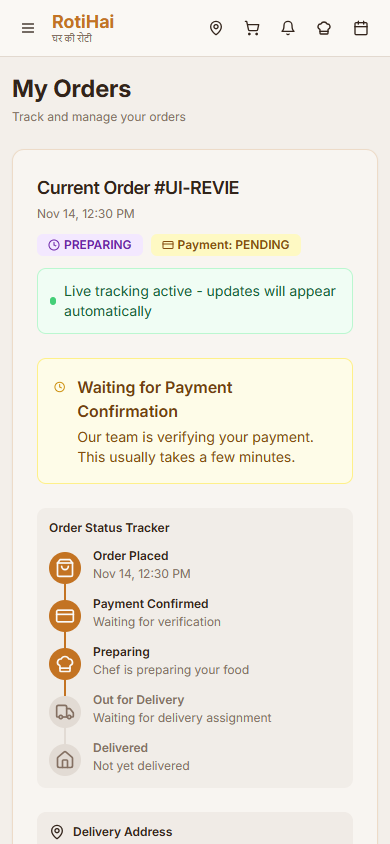 RotiHai
घर की रोटी
My Orders
Track and manage your orders
Current Order #UI-REVIE
Nov 14, 12:30 PM
PREPARING
Payment: PENDING
Live tracking active - updates will appear
automatically
Waiting for Payment
Confirmation
Our team is verifying your payment.
This usually takes a few minutes.
Order Status Tracker
Order Placed
Nov 14, 12:30 PM
Payment Confirmed
Waiting for verification
Preparing
Chef is preparing your food
Out for Delivery
Waiting for delivery assignment
Delivered
Not yet delivered
Delivery Address